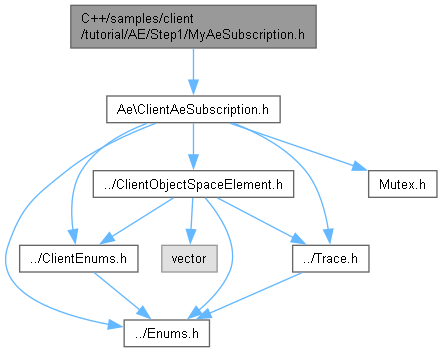 C++/samples/client
/tutorial/AE/Step1/MyAeSubscription.h
Ae\ClientAeSubscription.h
../ClientObjectSpaceElement.h
Mutex.h
../ClientEnums.h
vector
../Trace.h
../Enums.h